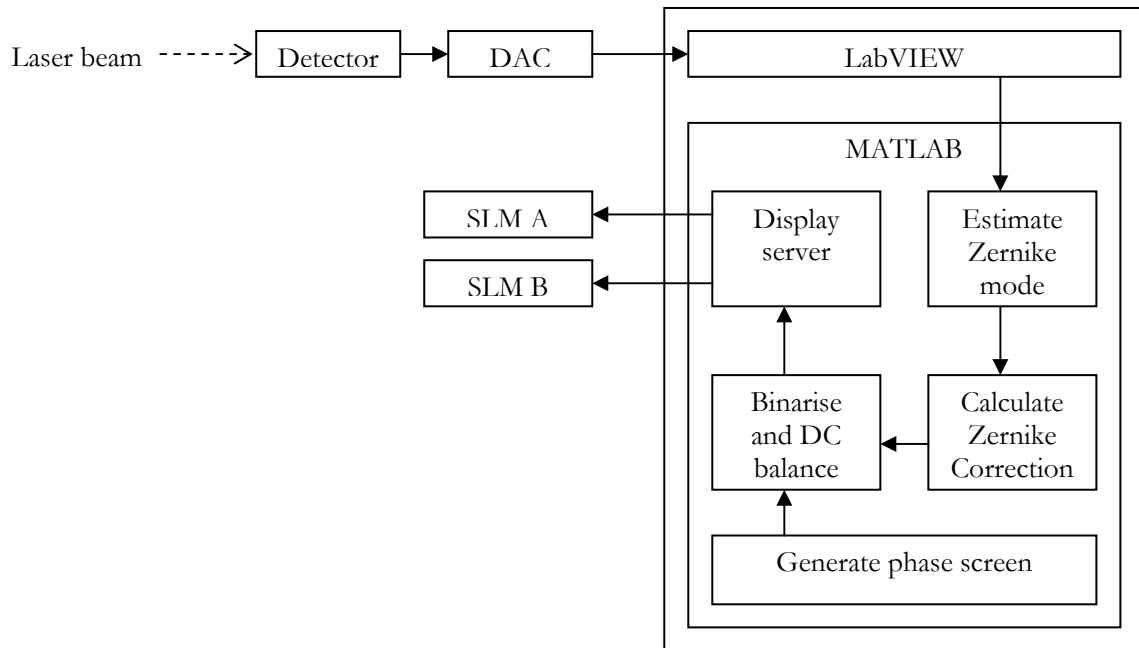 Laser beam
Detector
DAC
LabVIEW
MATLAB
SLM A
SLM B
Display
server
Estimate
Zernike
mode
Binarise
and DC
balance
Calculate
Zernike
Correction
Generate phase screen